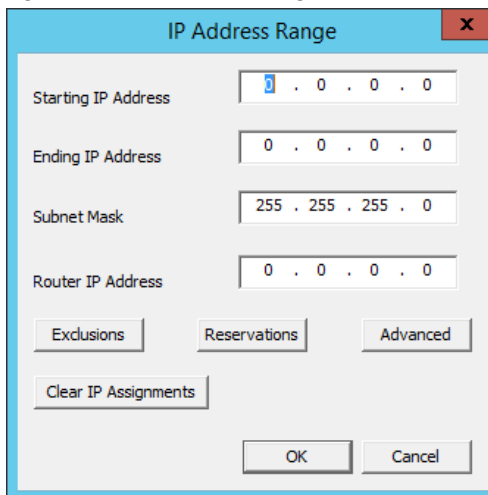 IP Address Range
x
Starting IP Address 0 . 0 . 0 . 0
Ending IP Address 0 . 0 . 0 . 0
Subnet Mask 255 . 255 . 255 . 0
Router IP Address 0 . 0 . 0 . 0
Exclusions Reservations Advanced
Clear IP Assignments
OK Cancel